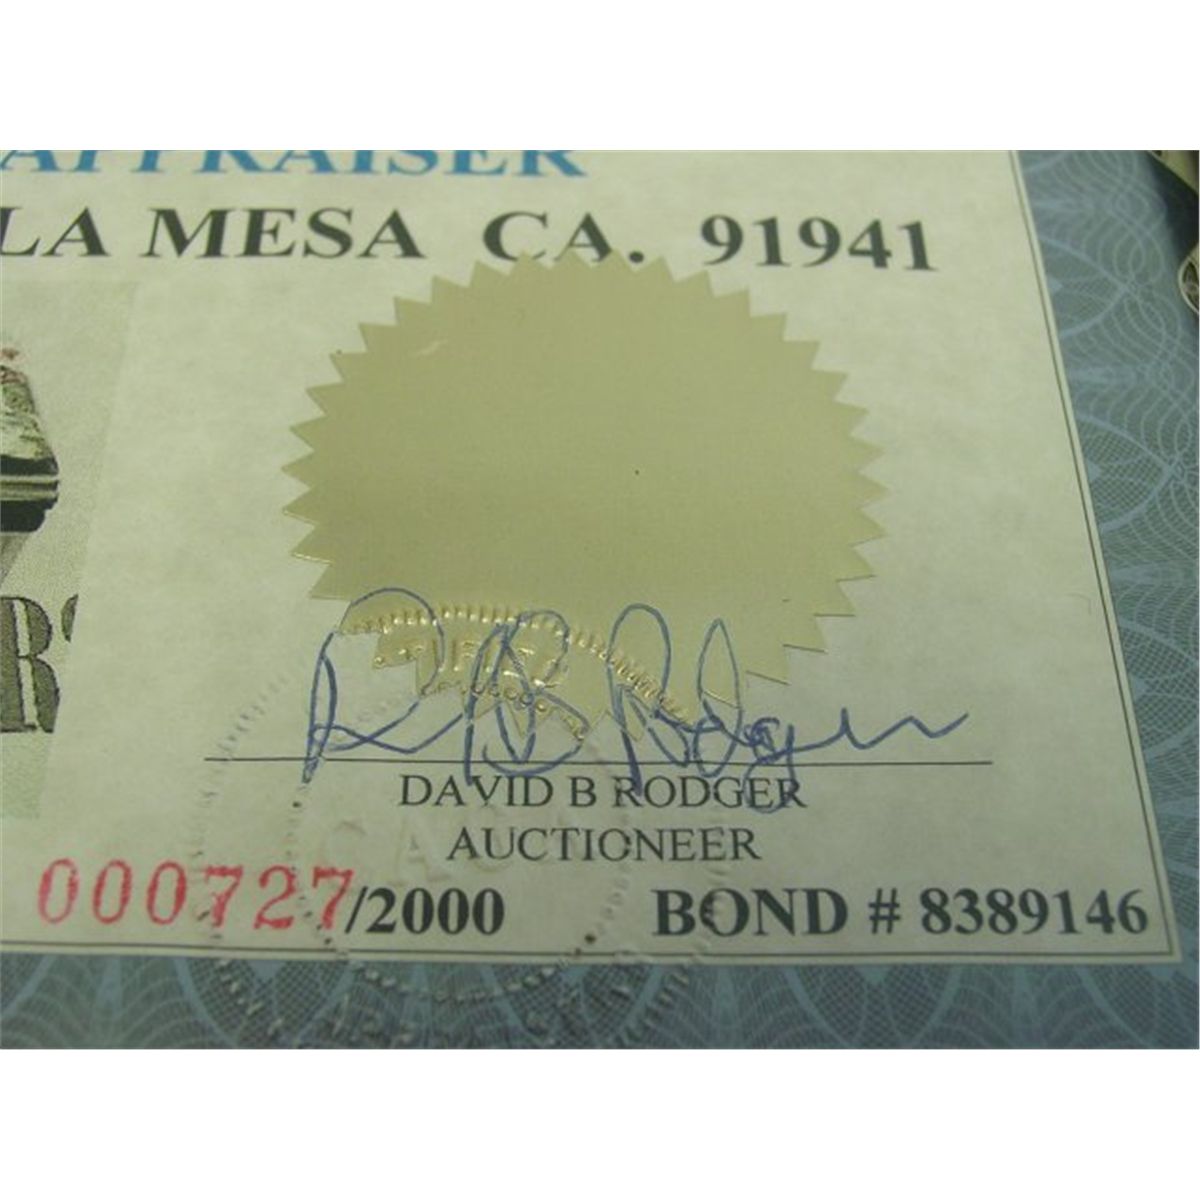 APPRAISER
LA MESA CA. 91941
DAVID B RODGER
AUCTIONEER
000727/2000
BOND # 8389146